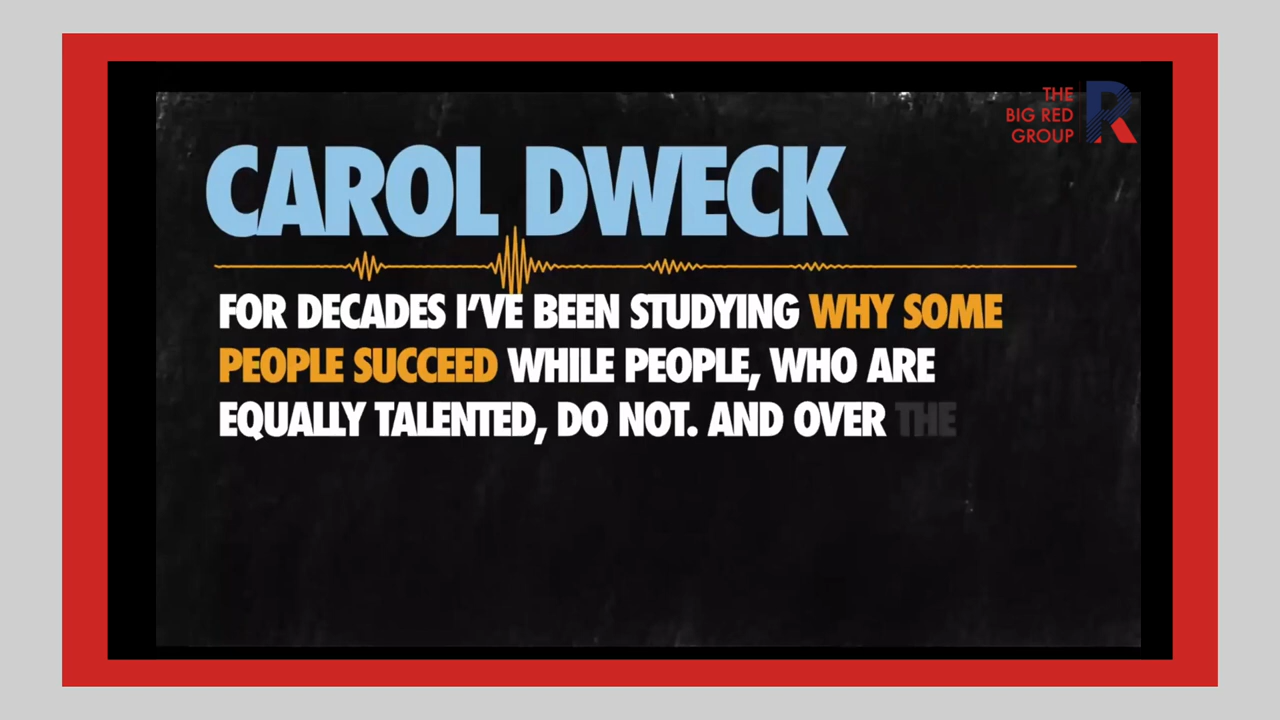 THE
BIG RED
GROUP
CAROL DWECK
FOR DECADES I'VE BEEN STUDYING WHY SOME
PEOPLE SUCCEED WHILE PEOPLE, WHO ARE
EQUALLY TALENTED, DO NOT. AND OVER THE